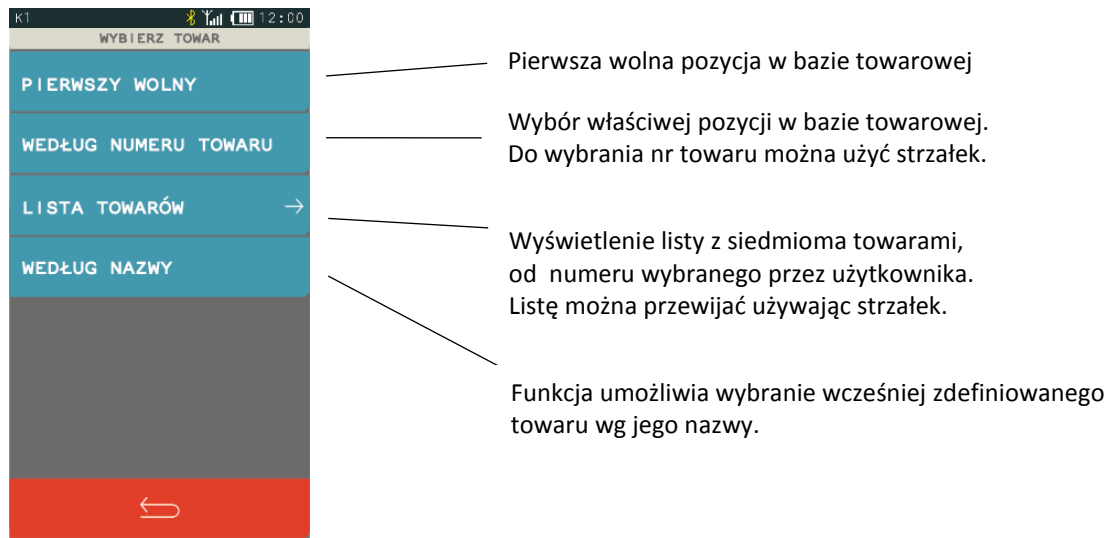 K1 12:00
WYBIERZ TOWAR
PIERWSZY WOLNY
WEDŁUG NUMERU TOWARU
LISTA TOWARÓW
WEDŁUG NAZWY
Pierwsza wolna pozycja w bazie towarowej
Wybór właściwej pozycji w bazie towarowej.
Do wybrania nr towaru można użyć strzałek.
Wyświetlenie listy z siedmioma towarami,
od numeru wybranego przez użytkownika.
Listę można przewijać używając strzałek.
Funkcja umożliwia wybranie wcześniej zdefiniowanego
towaru wg jego nazwy.